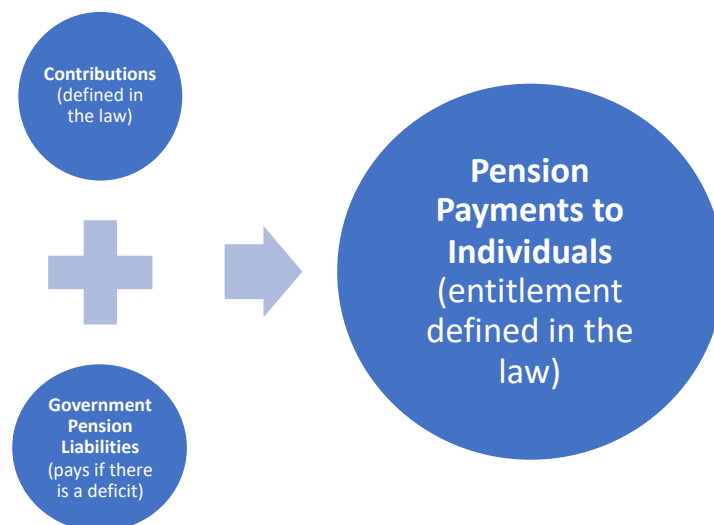 Contributions
(defined in
the law)
Government
Pension
Liabilities
(pays if there
is a deficit)
Pension
Payments to
Individuals
(entitlement
defined in the
law)